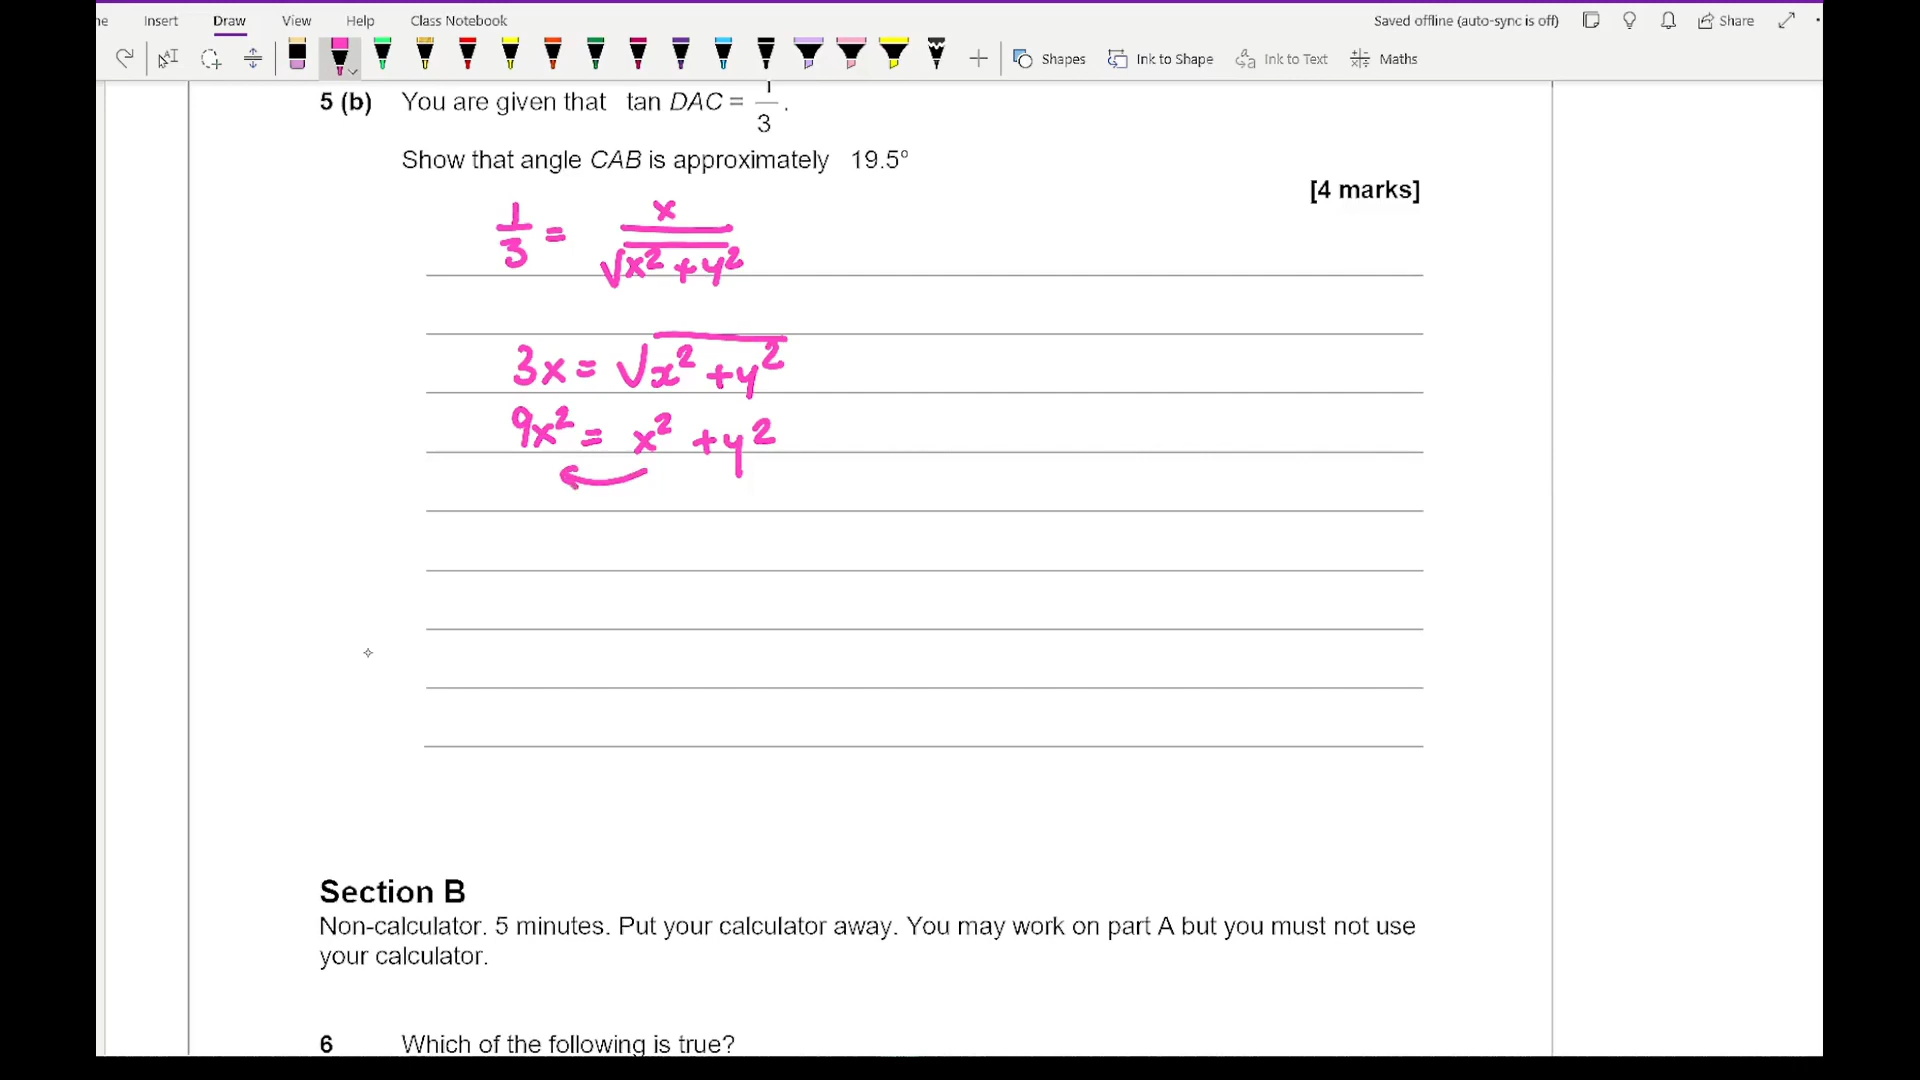 Insert Draw View Help Class Notebook Saved offline (auto-sync is off) Share
Shapes Ink to Shape Ink to Text Maths
5 (b) You are given that tan DAC = 1/3 .
Show that angle CAB is approximately 19.5°
[4 marks]
1/3 = x/√(x² + y²)
3x = √(x² + y²)
9x² = x² + y²
Section B
Non-calculator. 5 minutes. Put your calculator away. You may work on part A but you must not use
your calculator.
6 Which of the following is true?